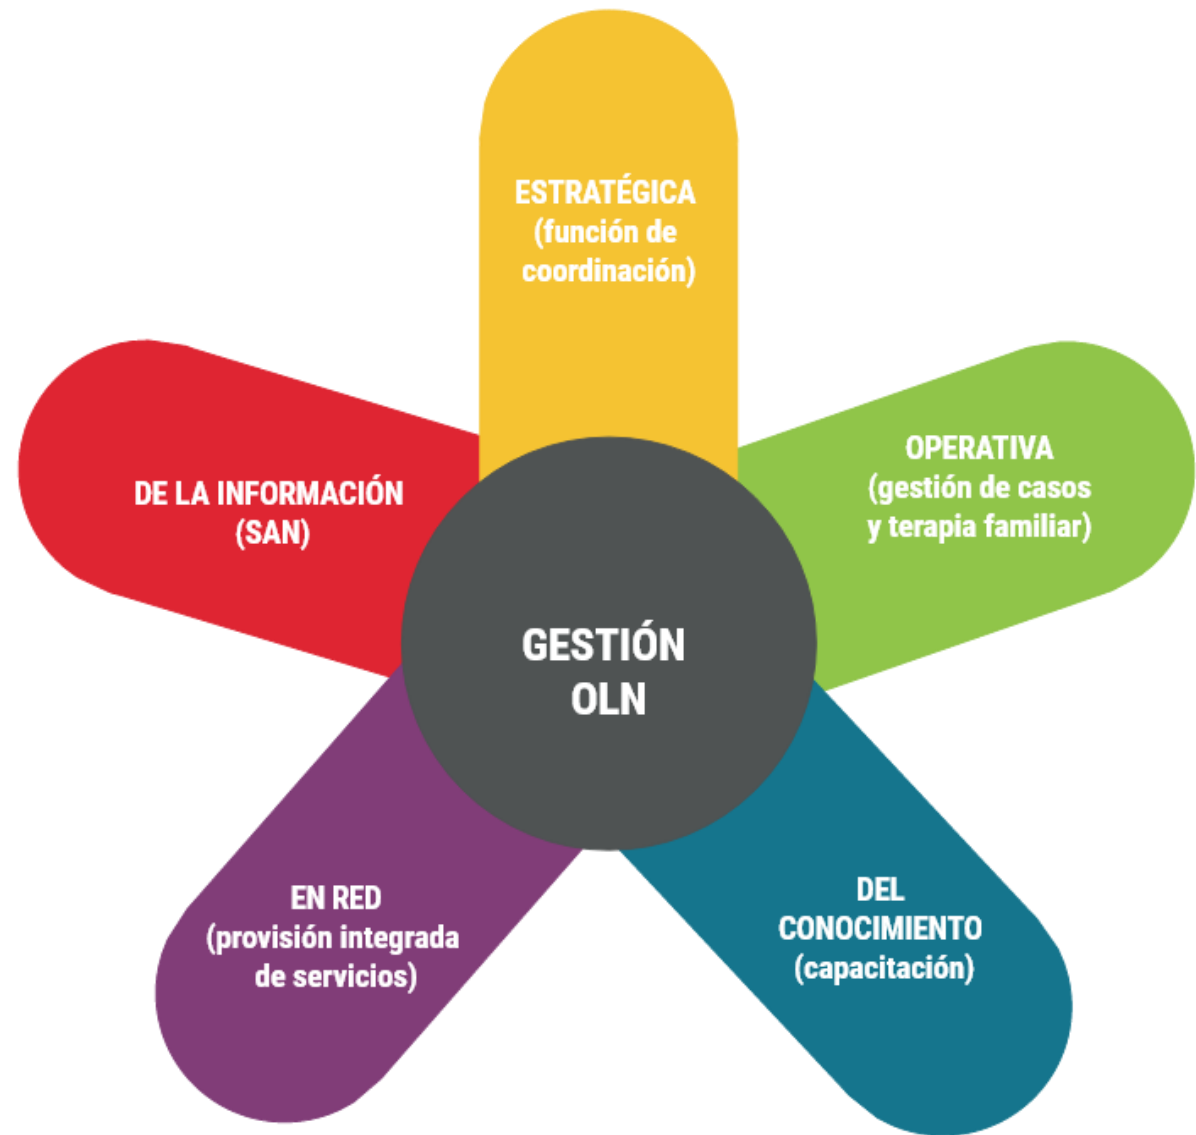 ESTRATÉGICA
(función de
coordinación)
OPERATIVA
(gestión de casos
y terapia familiar)
DE LA INFORMACIÓN
(SAN)
GESTIÓN
OLN
DEL
CONOCIMIENTO
(capacitación)
EN RED
(provisión integrada
de servicios)